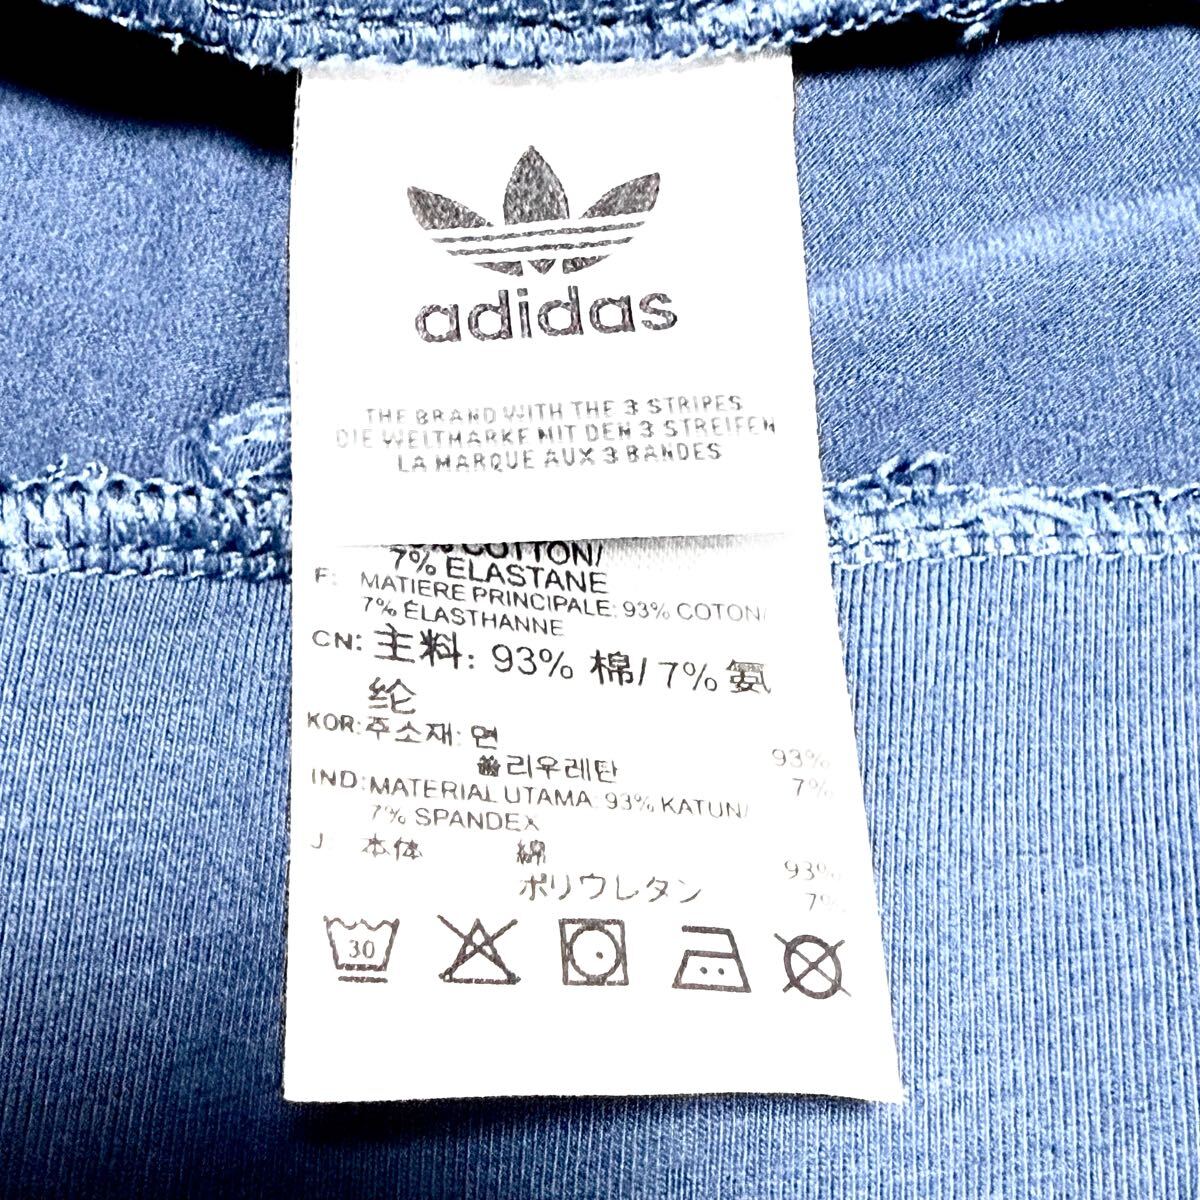 adidas
THE BRAND WITH THE 3 STRIPES
DIE WELTMARKE MIT DEN 3 STREIFEN
LA MARQUE AUX 3 BANDES
COTTON/
7% ELASTANE
F: MATIERE PRINCIPALE: 93% COTON/
7% ÉLASTHANNE
CN: 主料: 93% 棉/ 7% 氨
纶
KOR: 주소재: 면 93%
폴리우레탄 7%
IND: MATERIAL UTAMA: 93% KATUN/
7% SPANDEX
J: 本体 綿 93%
ポリウレタン 7%
30